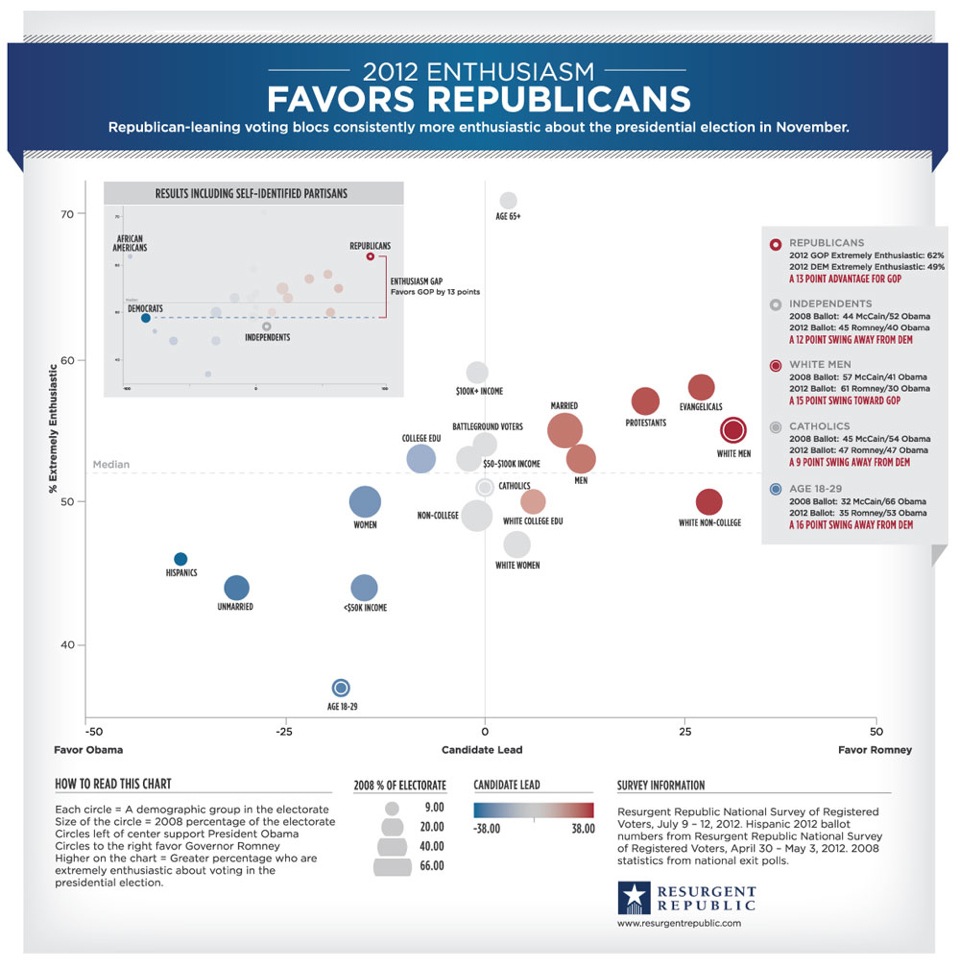 2012 ENTHUSIASM
FAVORS REPUBLICANS
Republican-leaning voting blocs consistently more enthusiastic about the presidential election in November.
RESULTS INCLUDING SELF-IDENTIFIED PARTISANS
AFRICAN
AMERICANS
REPUBLICANS
ENTHUSIASM GAP
Favors GOP by 13 points
DEMOCRATS
INDEPENDENTS
Median
70
60
50
40
-100
0
100
% Extremely Enthusiastic
70
60
50
40
Median
AGE 65+
$100K+ INCOME
BATTLEGROUND VOTERS
MARRIED
PROTESTANTS
EVANGELICALS
WHITE MEN
COLLEGE EDU
$50-$100K INCOME
MEN
CATHOLICS
WOMEN
NON-COLLEGE
WHITE COLLEGE EDU
WHITE NON-COLLEGE
WHITE WOMEN
HISPANICS
UNMARRIED
<$50K INCOME
AGE 18-29
-50
-25
0
25
50
Favor Obama
Candidate Lead
Favor Romney
REPUBLICANS
2012 GOP Extremely Enthusiastic: 62%
2012 DEM Extremely Enthusiastic: 49%
A 13 POINT ADVANTAGE FOR GOP
INDEPENDENTS
2008 Ballot: 44 McCain/52 Obama
2012 Ballot: 45 Romney/40 Obama
A 12 POINT SWING AWAY FROM DEM
WHITE MEN
2008 Ballot: 57 McCain/41 Obama
2012 Ballot: 61 Romney/30 Obama
A 15 POINT SWING TOWARD GOP
CATHOLICS
2008 Ballot: 45 McCain/54 Obama
2012 Ballot: 47 Romney/47 Obama
A 9 POINT SWING AWAY FROM DEM
AGE 18-29
2008 Ballot: 32 McCain/66 Obama
2012 Ballot: 35 Romney/53 Obama
A 16 POINT SWING AWAY FROM DEM
HOW TO READ THIS CHART
Each circle = A demographic group in the electorate
Size of the circle = 2008 percentage of the electorate
Circles left of center support President Obama
Circles to the right favor Governor Romney
Higher on the chart = Greater percentage who are
extremely enthusiastic about voting in the
presidential election.
2008 % OF ELECTORATE
9.00
20.00
40.00
66.00
CANDIDATE LEAD
-38.00
38.00
SURVEY INFORMATION
Resurgent Republic National Survey of Registered
Voters, July 9 – 12, 2012. Hispanic 2012 ballot
numbers from Resurgent Republic National Survey
of Registered Voters, April 30 – May 3, 2012. 2008
statistics from national exit polls.
RESURGENT
REPUBLIC
www.resurgentrepublic.com